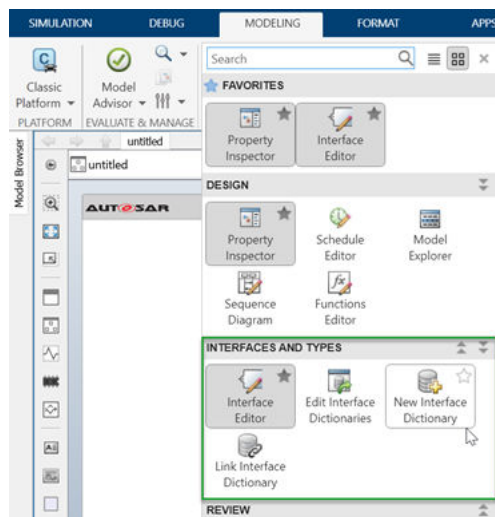 SIMULATION DEBUG MODELING FORMAT APPS
Search
Classic
Platform
Model
Advisor
PLATFORM EVALUATE & MANAGE
FAVORITES
Property
Inspector
Interface
Editor
Model Browser
untitled
untitled
AUTOSAR
DESIGN
Property
Inspector
Schedule
Editor
Model
Explorer
Sequence
Diagram
Functions
Editor
INTERFACES AND TYPES
Interface
Editor
Edit Interface
Dictionaries
New Interface
Dictionary
Link Interface
Dictionary
REVIEW